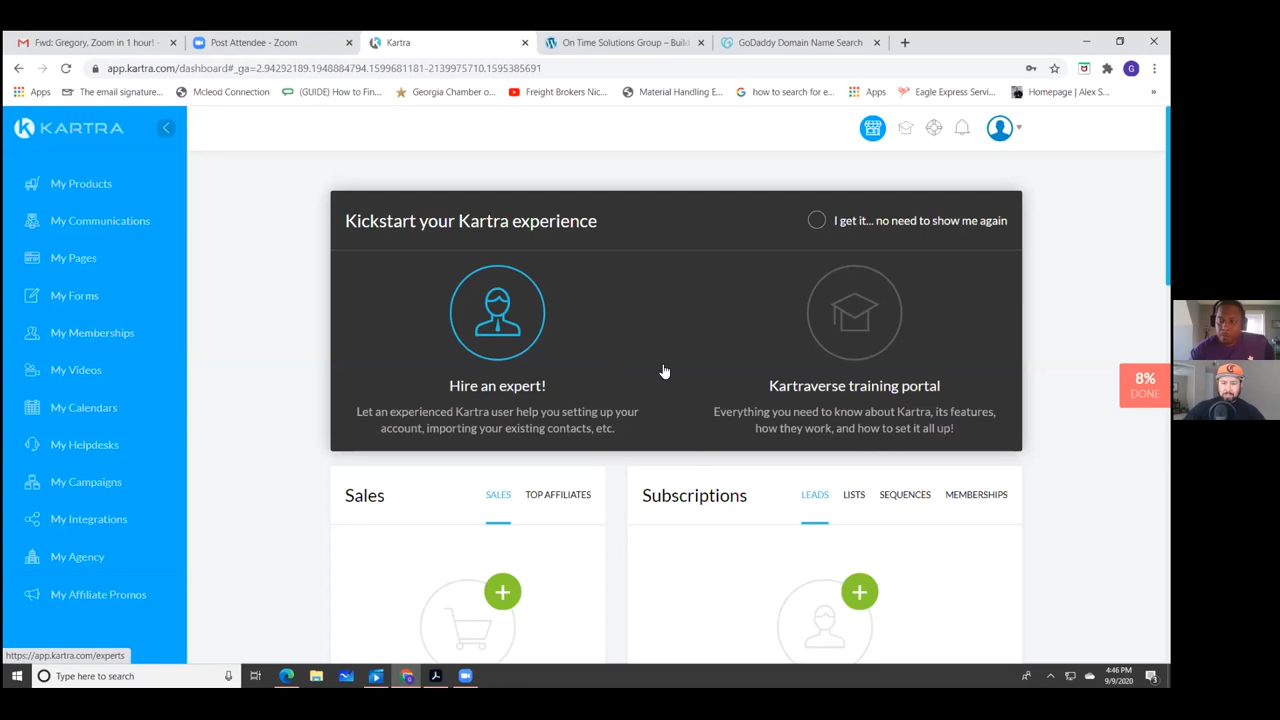 Fwd: Gregory, Zoom in 1 hour! -
Post Attendee - Zoom
Kartra
On Time Solutions Group – Build
GoDaddy Domain Name Search
app.kartra.com/dashboard#_ga=2.94292189.1948884794.1599681181-2139975710.1595385691
G
Apps
The email signature...
Mcleod Connection
(GUIDE) How to Fin...
Georgia Chamber o...
Freight Brokers Nic...
Material Handling E...
how to search for e...
Apps
Eagle Express Servi...
Homepage | Alex S...
»
KARTRA
My Products
My Communications
My Pages
My Forms
My Memberships
My Videos
My Calendars
My Helpdesks
My Campaigns
My Integrations
My Agency
My Affiliate Promos
Kickstart your Kartra experience
I get it... no need to show me again
Hire an expert!
Let an experienced Kartra user help you setting up your
account, importing your existing contacts, etc.
Kartraverse training portal
Everything you need to know about Kartra, its features,
how they work, and how to set it all up!
8%
DONE
Sales
SALES
TOP AFFILIATES
Subscriptions
LEADS
LISTS
SEQUENCES
MEMBERSHIPS
https://app.kartra.com/experts
Type here to search
4:46 PM
9/9/2020